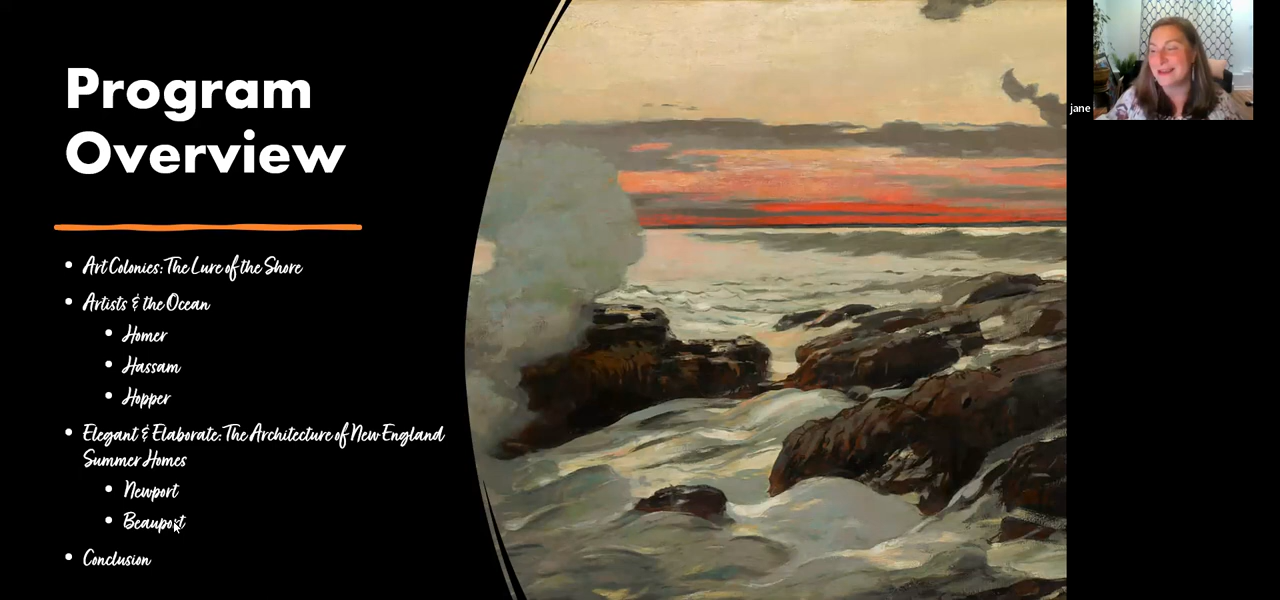 Program
Overview
Art Colonies: The Lure of the Shore
Artists & the Ocean
Homer
Hassam
Hopper
Elegant & Elaborate: The Architecture of New England
Summer Homes
Newport
Beauport
Conclusion
jane